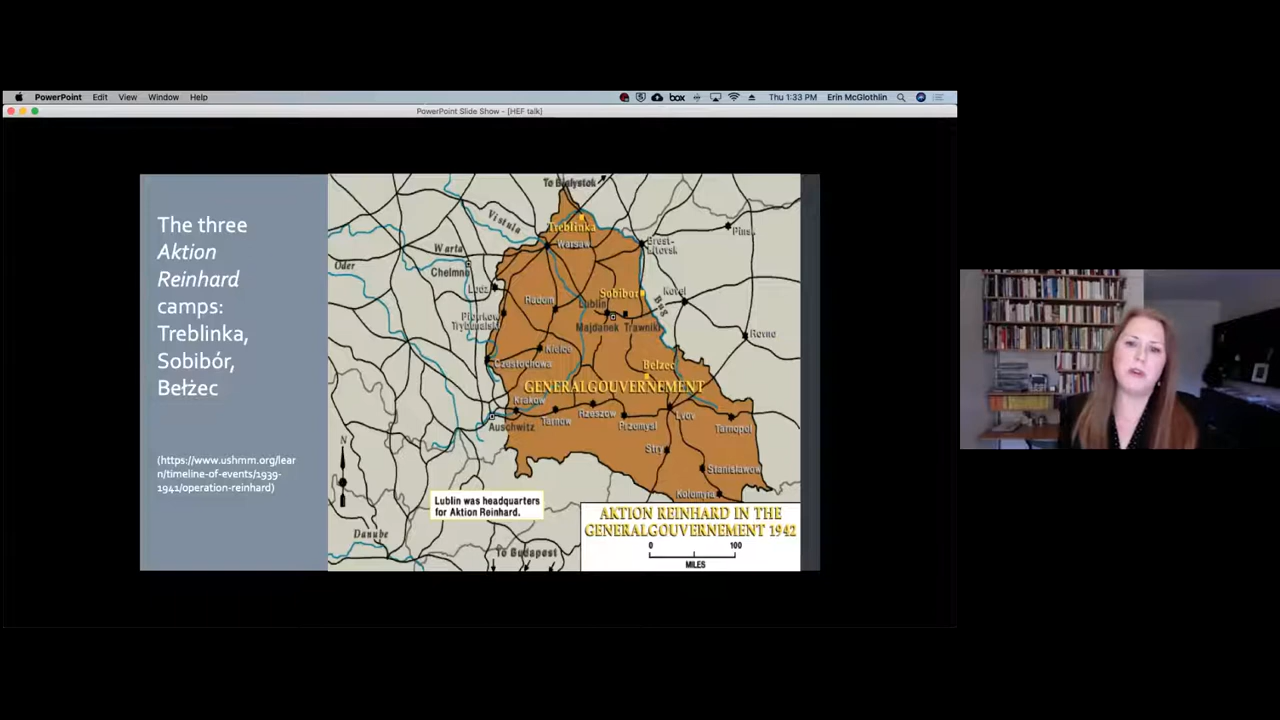 PowerPoint Edit View Window Help
box Thu 1:33 PM Erin McGlothlin
PowerPoint Slide Show - [HEF talk]
The three
Aktion
Reinhard
camps:
Treblinka,
Sobibór,
Bełżec
(https://www.ushmm.org/lear
n/timeline-of-events/1939-
1941/operation-reinhard)
To Bialystok
Vistula
Treblinka
Pinsk
Warta
Warsaw
Brest-
Litovsk
Oder
Chelmno
Lodz
Sobibor
Kovel
Radom
Lublin
Bug
Piotrkow
Trybunalski
Majdanek
Trawniki
Rovno
Kielce
Czestochowa
Belzec
GENERALGOUVERNEMENT
Krakow
Auschwitz
Tarnow
Rzeszow
Przemysl
Lvov
Tarnopol
Stry
Stanislawow
Kolomyia
N
Lublin was headquarters
for Aktion Reinhard.
Danube
To Budapest
AKTION REINHARD IN THE
GENERALGOUVERNEMENT 1942
0 100
MILES